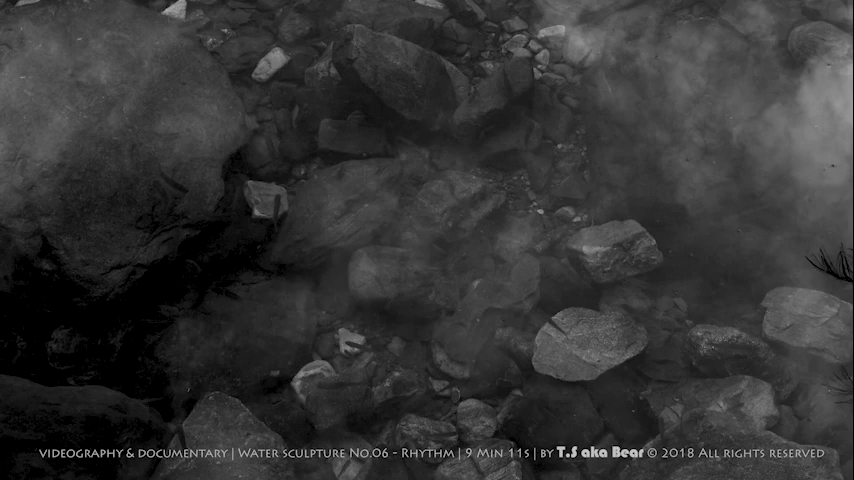 VIDEOGRAPHY & DOCUMENTARY | WATER SCULPTURE NO.06 - RHYTHM | 9 MIN 11S | BY T.S aka Bear © 2018 ALL RIGHTS RESERVED